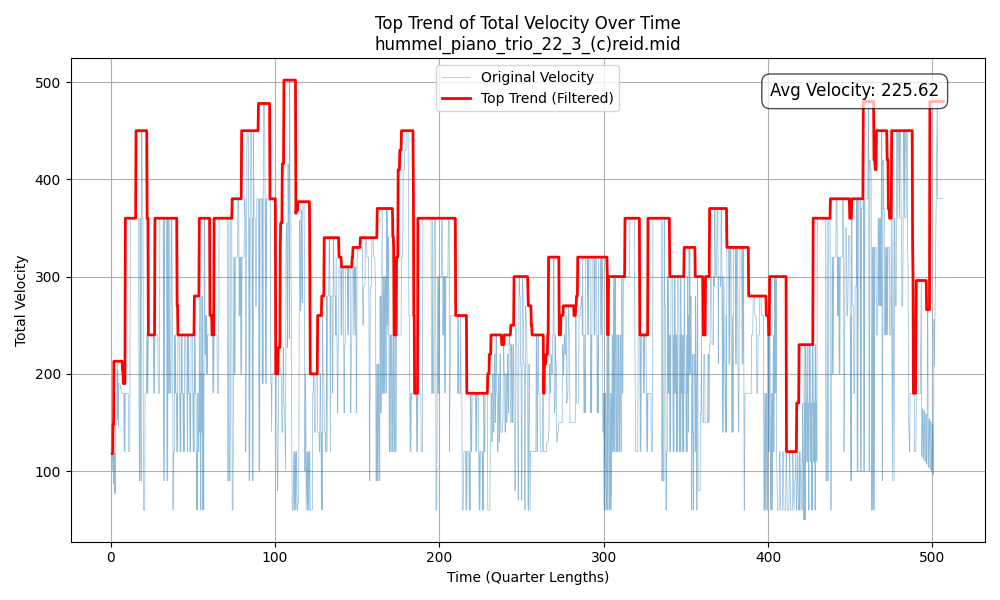 Top Trend of Total Velocity Over Time
hummel_piano_trio_22_3_(c)reid.mid
Original Velocity
Top Trend (Filtered)
Avg Velocity: 225.62
Total Velocity
500
400
300
200
100
0 100 200 300 400 500
Time (Quarter Lengths)